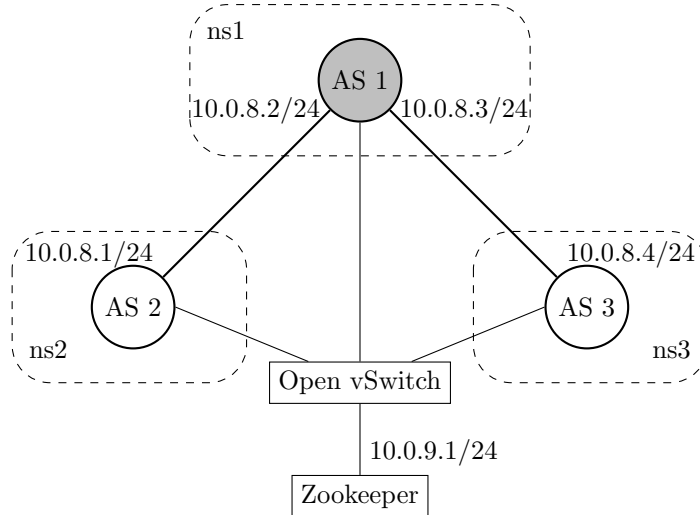 ns1
AS 1
10.0.8.2/24
10.0.8.3/24
10.0.8.1/24
10.0.8.4/24
AS 2
AS 3
ns2
ns3
Open vSwitch
10.0.9.1/24
Zookeeper